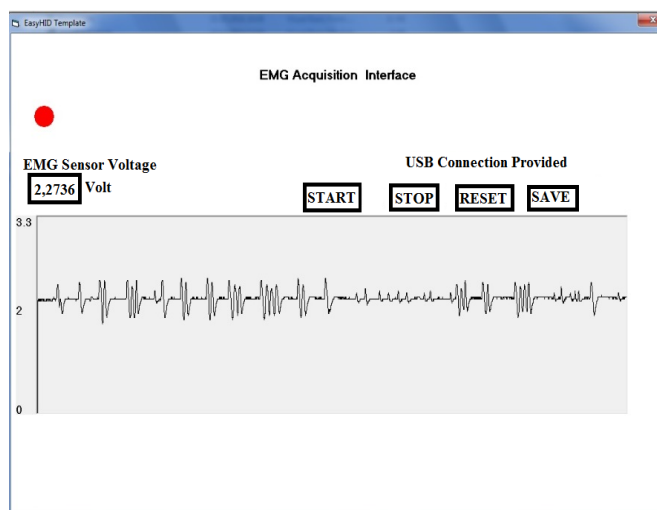 EasyHID Template
EMG Acquisition Interface
EMG Sensor Voltage
USB Connection Provided
2,2736 Volt
START STOP RESET SAVE
3.3
2
0